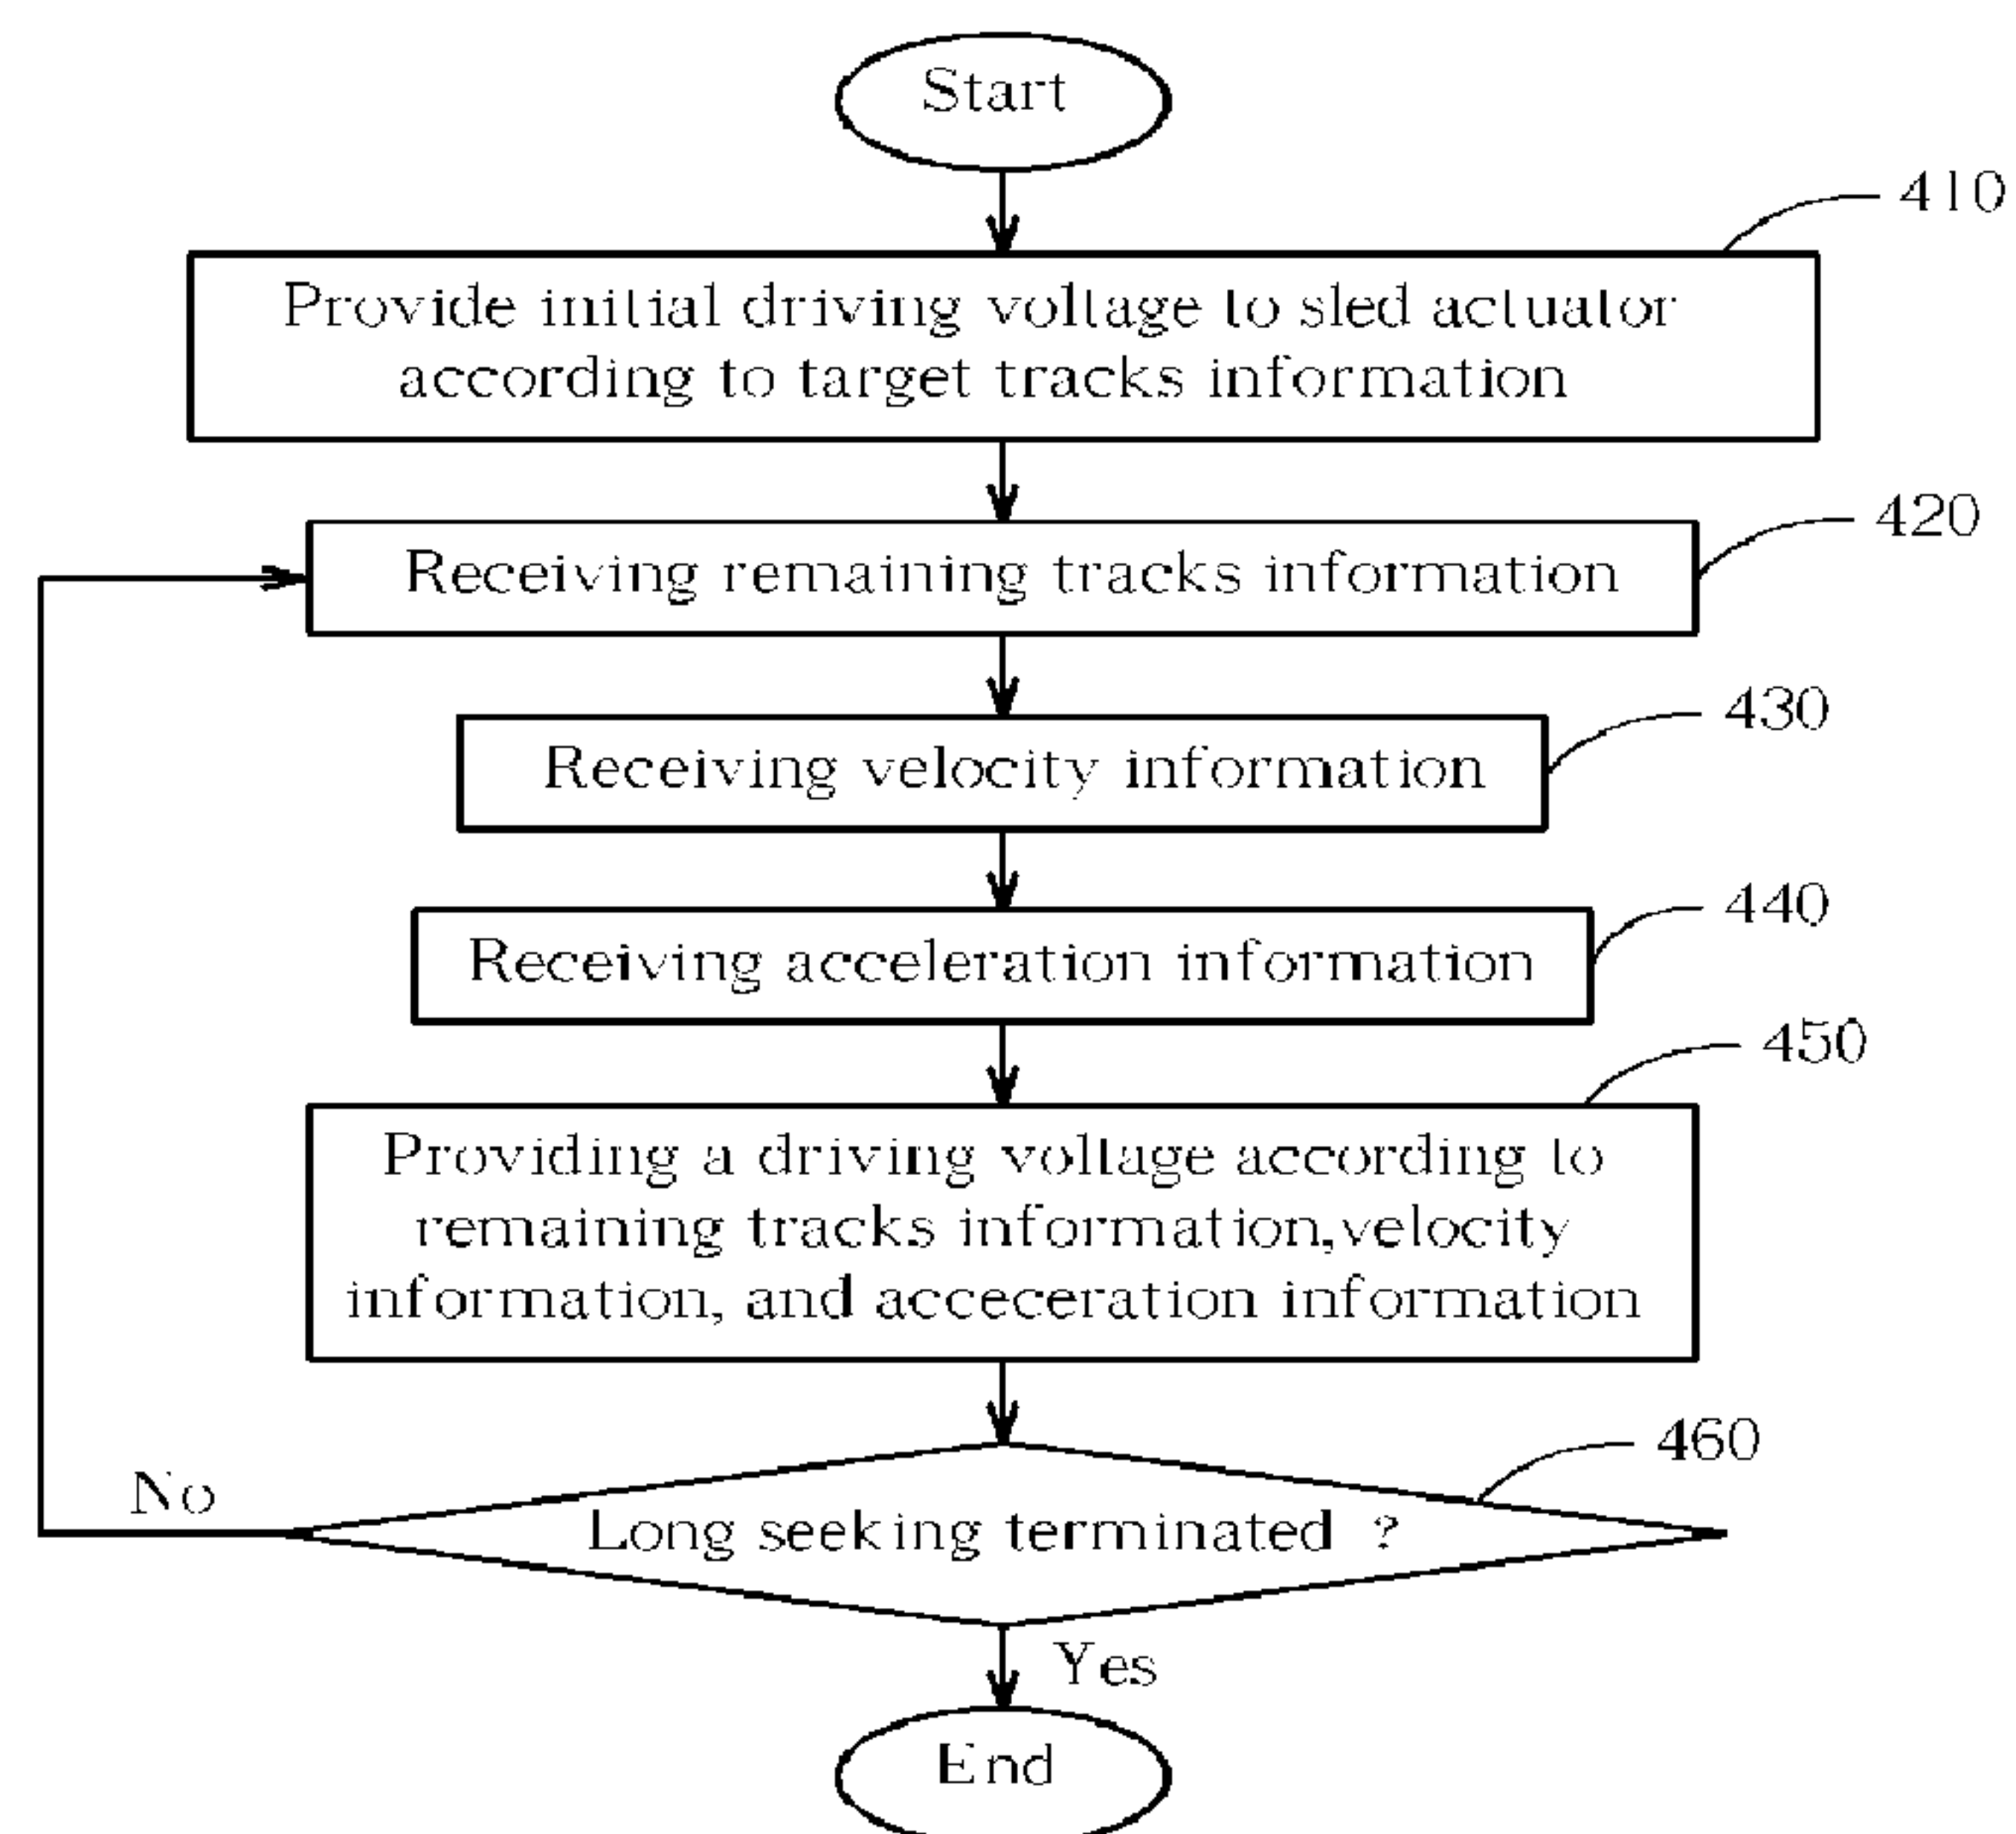 Start
410
Provide initial driving voltage to sled actuator
according to target tracks information
420
Receiving remaining tracks information
430
Receiving velocity information
440
Receiving acceleration information
450
Providing a driving voltage according to
remaining tracks information,velocity
information, and acceceration information
460
No
Long seeking terminated ?
Yes
End